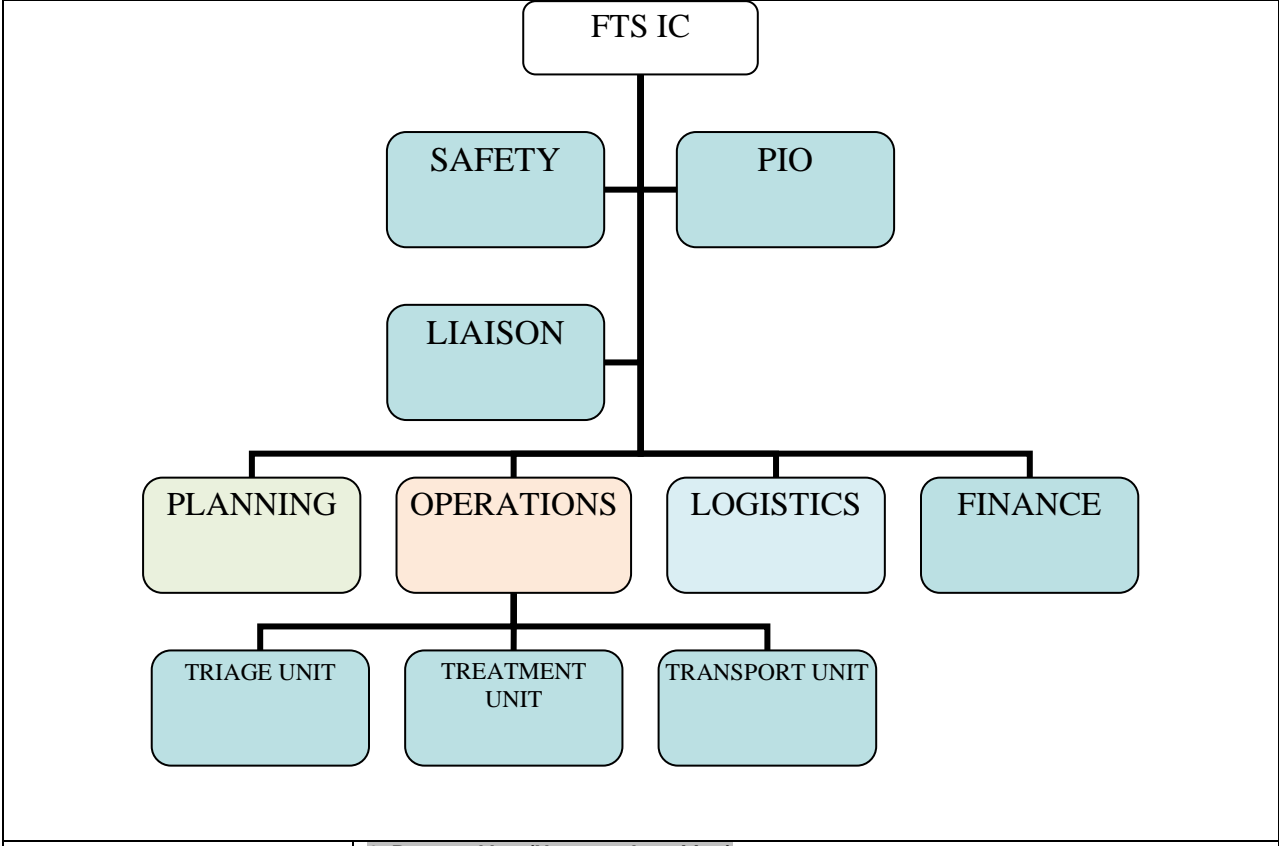 FTS IC
SAFETY
PIO
LIAISON
PLANNING
OPERATIONS
LOGISTICS
FINANCE
TRIAGE UNIT
TREATMENT
UNIT
TRANSPORT UNIT